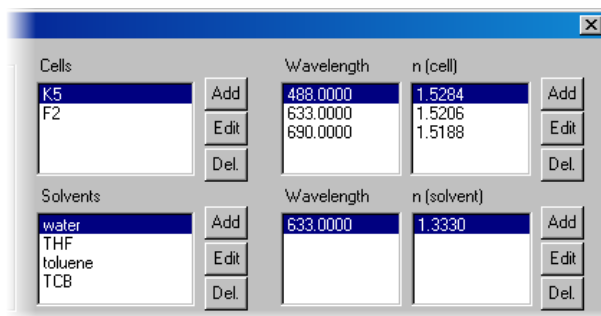 Cells Wavelength n (cell)
K5 488.0000 1.5284 Add Add
F2 633.0000 1.5206
690.0000 1.5188
Edit Edit
Del. Del.
Solvents Wavelength n (solvent)
water 633.0000 1.3330 Add Add
THF
toluene Edit Edit
TCB
Del. Del.